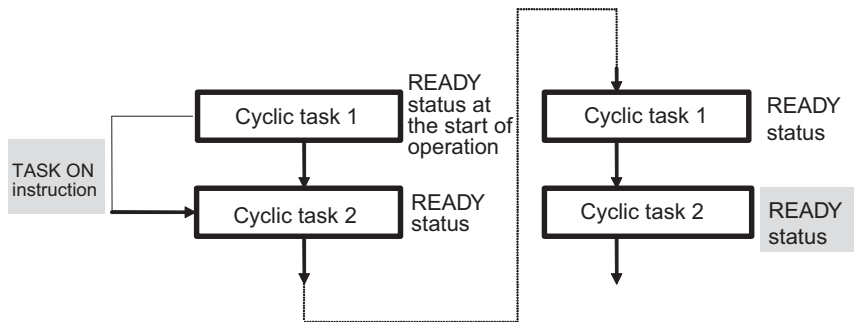 READY
status at
the start of
operation
Cyclic task 1
TASK ON
instruction
Cyclic task 2
READY
status
Cyclic task 1
READY
status
Cyclic task 2
READY
status